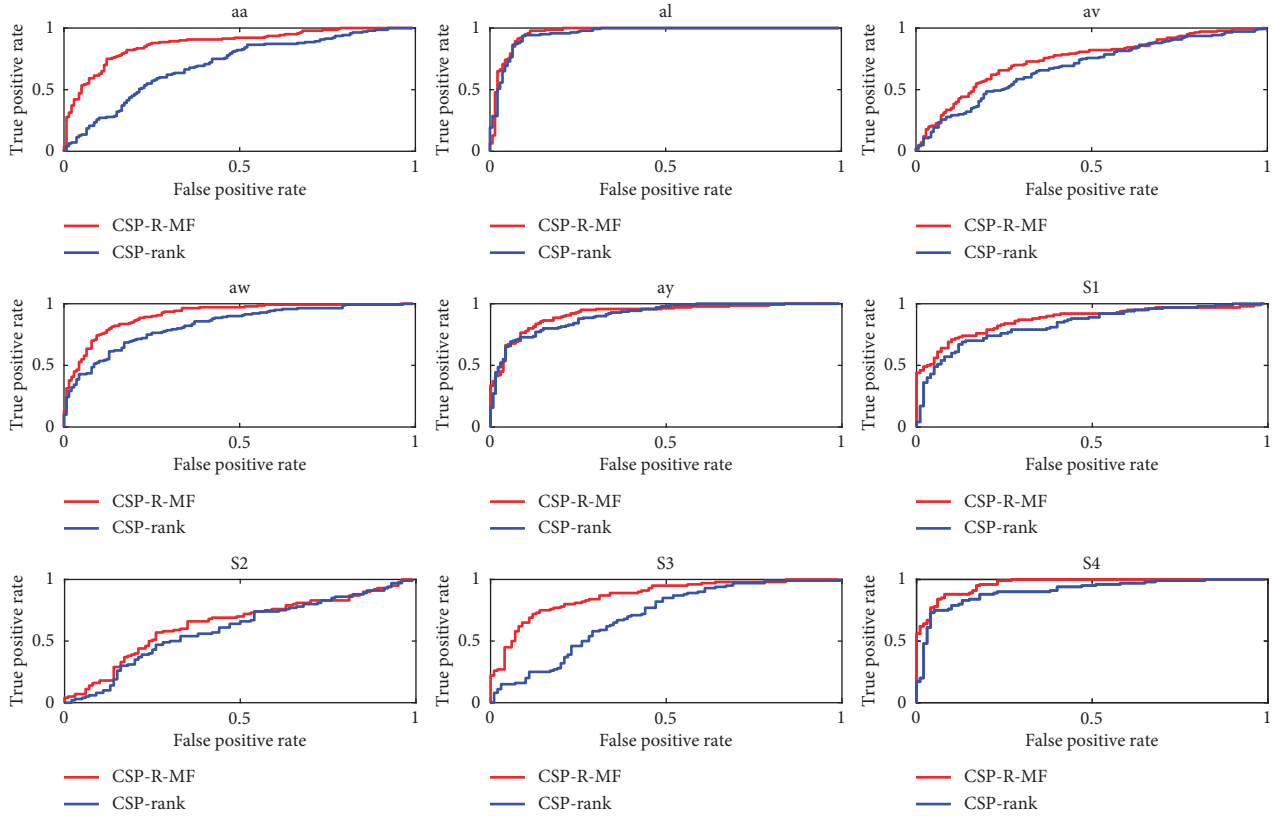 aa
True positive rate
1
0.5
0
0
0.5
1
False positive rate
CSP-R-MF
CSP-rank
al
True positive rate
1
0.5
0
0
0.5
1
False positive rate
CSP-R-MF
CSP-rank
av
True positive rate
1
0.5
0
0
0.5
1
False positive rate
CSP-R-MF
CSP-rank
aw
True positive rate
1
0.5
0
0
0.5
1
False positive rate
CSP-R-MF
CSP-rank
ay
True positive rate
1
0.5
0
0
0.5
1
False positive rate
CSP-R-MF
CSP-rank
S1
True positive rate
1
0.5
0
0
0.5
1
False positive rate
CSP-R-MF
CSP-rank
S2
True positive rate
1
0.5
0
0
0.5
1
False positive rate
CSP-R-MF
CSP-rank
S3
True positive rate
1
0.5
0
0
0.5
1
False positive rate
CSP-R-MF
CSP-rank
S4
True positive rate
1
0.5
0
0
0.5
1
False positive rate
CSP-R-MF
CSP-rank